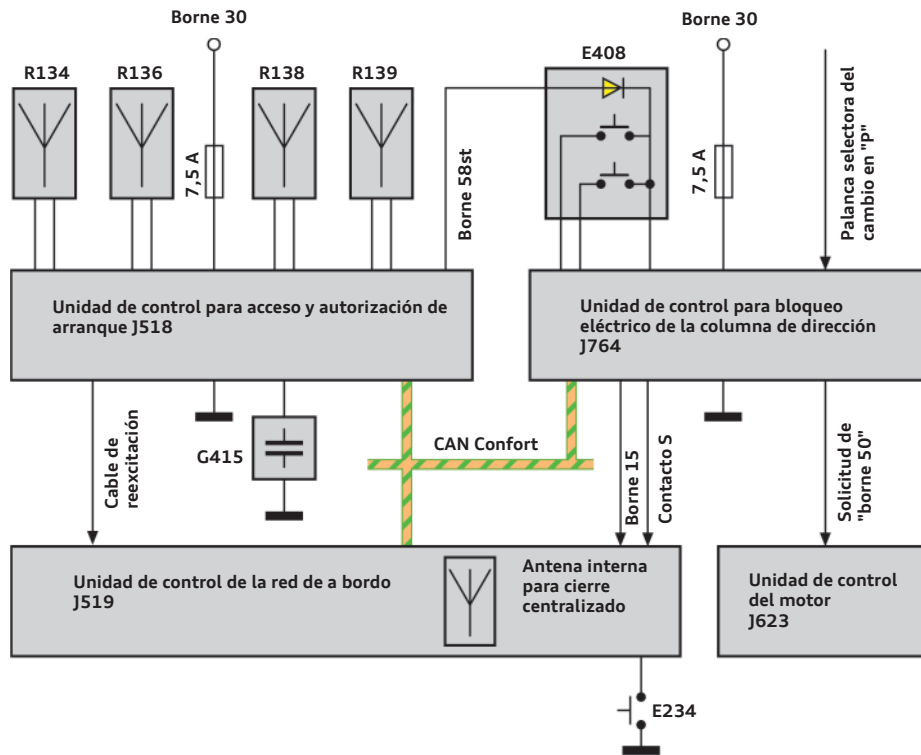 Borne 30
Borne 30
E408
R134
R136
R138
R139
7,5 A
Borne 58st
7,5 A
Palanca selectora del
cambio en "P"
Unidad de control para acceso y autorización de
arranque J518
Unidad de control para bloqueo
eléctrico de la columna de dirección
J764
Cable de
reexcitación
G415
CAN Confort
Borne 15
Contacto S
Solicitud de
"borne 50"
Unidad de control de la red de a bordo
J519
Antena interna
para cierre
centralizado
Unidad de control
del motor
J623
E234